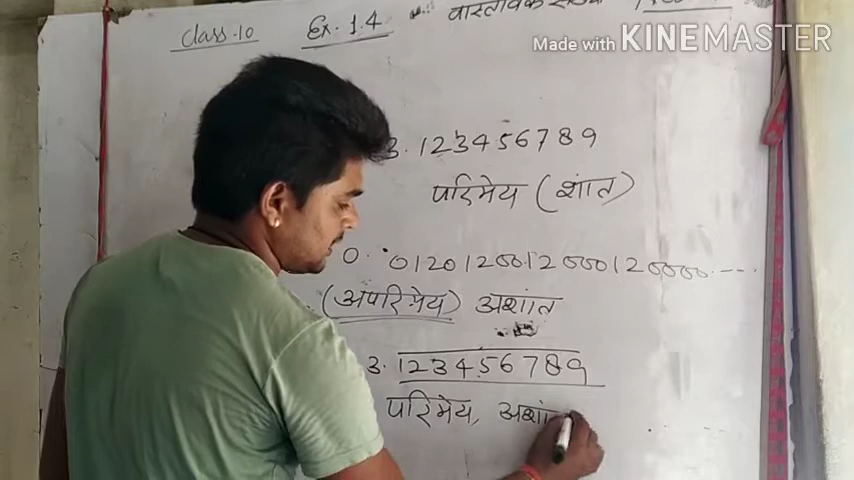 Class.10 Ex. 1.4 वास्तविक
Made with KINEMASTER
3. 123456789
परिमेय (शांत)
0. 0120120012000120000....---
(अपरिमेय) अशांत
3. 123456789
परिमेय, अशां